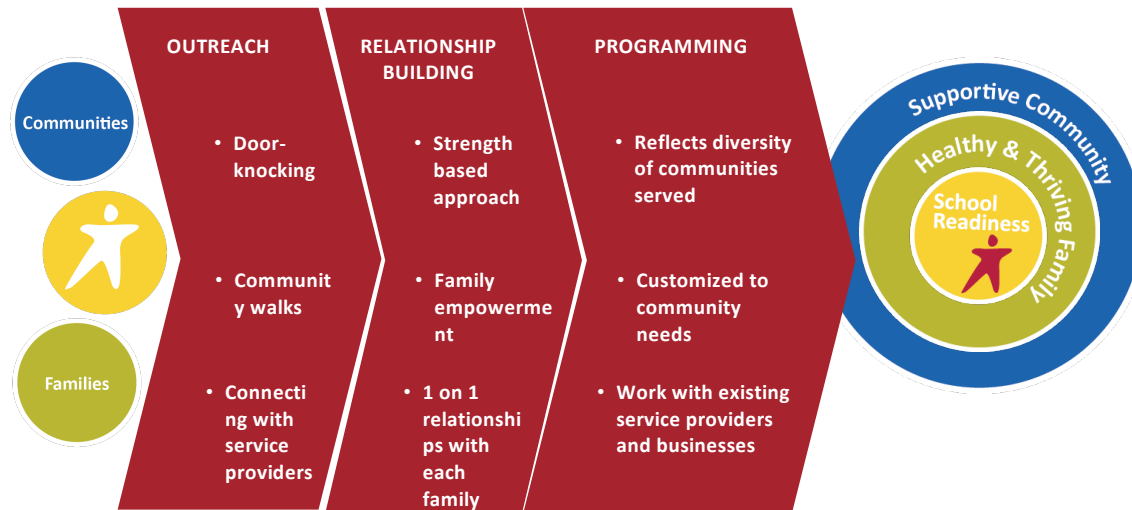 Communities
Families
OUTREACH
• Door-
knocking
• Communit
y walks
• Connecti
ng with
service
providers
RELATIONSHIP
BUILDING
• Strength
based
approach
• Family
empowerme
nt
• 1 on 1
relationshi
ps with
each
family
PROGRAMMING
• Reflects diversity
of communities
served
• Customized to
community
needs
• Work with existing
service providers
and businesses
Supportive Community
Healthy & Thriving Family
School
Readiness